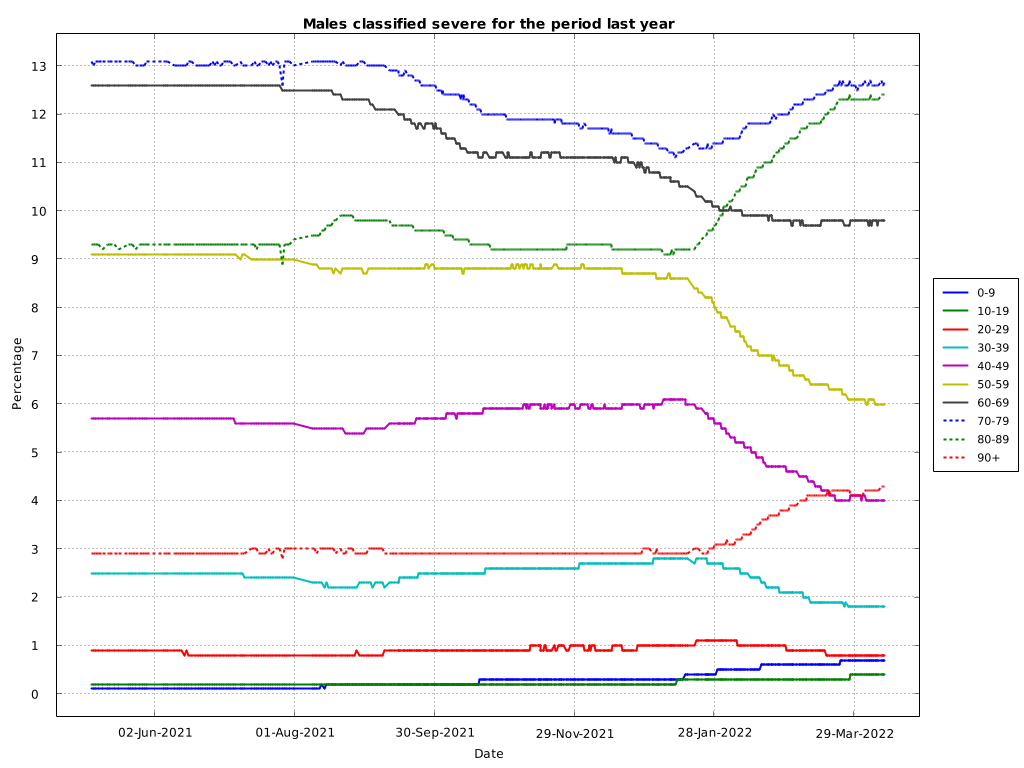 Males classified severe for the period last year
Percentage
13
12
11
10
9
8
7
6
5
4
3
2
1
0
02-Jun-2021
01-Aug-2021
30-Sep-2021
29-Nov-2021
28-Jan-2022
29-Mar-2022
Date
0-9
10-19
20-29
30-39
40-49
50-59
60-69
70-79
80-89
90+